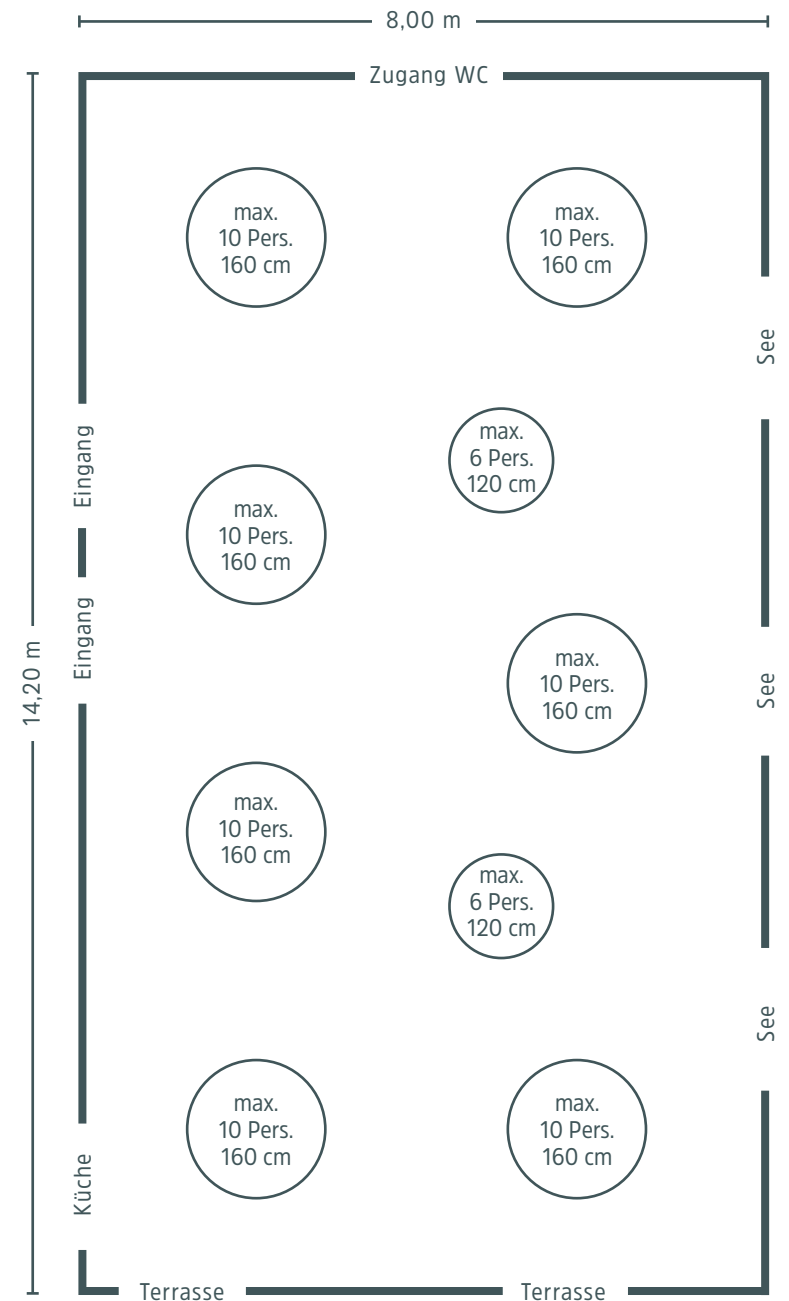 8,00 m
Zugang WC
max.
10 Pers.
160 cm
max.
10 Pers.
160 cm
See
max.
6 Pers.
120 cm
Eingang
max.
10 Pers.
160 cm
Eingang
14,20 m
max.
10 Pers.
160 cm
See
max.
10 Pers.
160 cm
max.
6 Pers.
120 cm
See
max.
10 Pers.
160 cm
max.
10 Pers.
160 cm
Küche
Terrasse
Terrasse